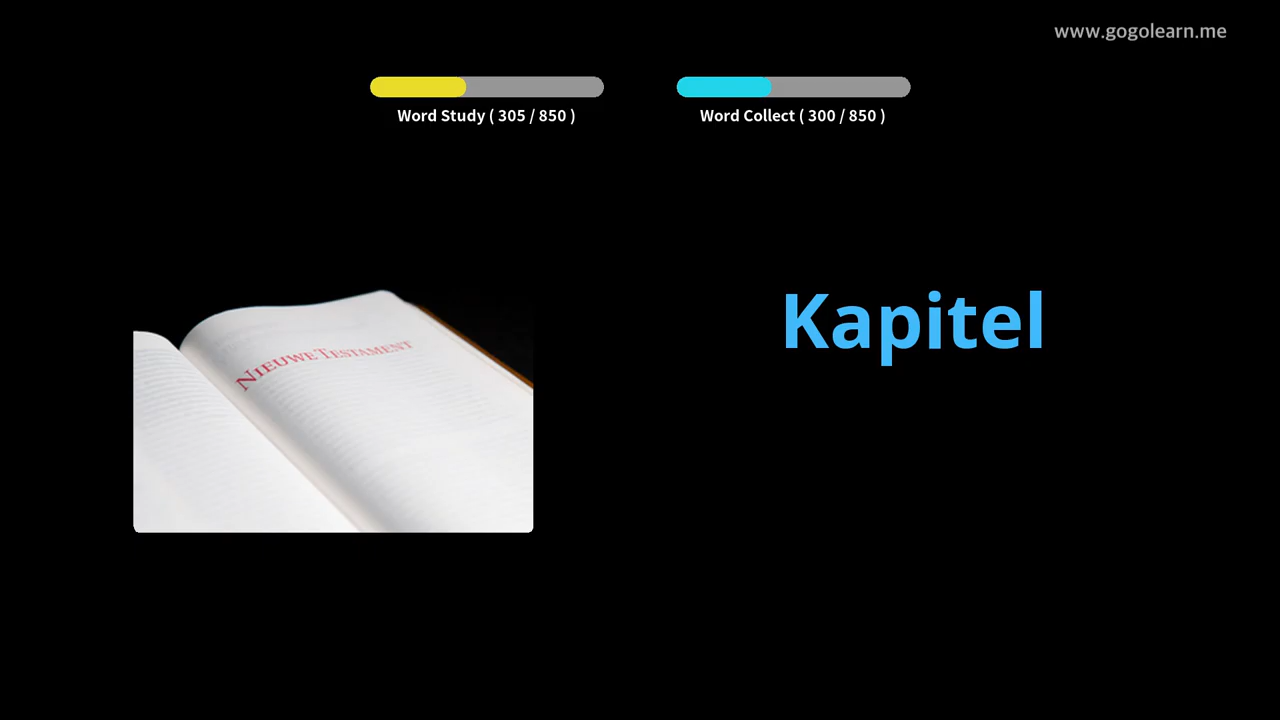 www.gogolearn.me
Word Study ( 305 / 850 )
Word Collect ( 300 / 850 )
NIEUWE TESTAMENT
Kapitel